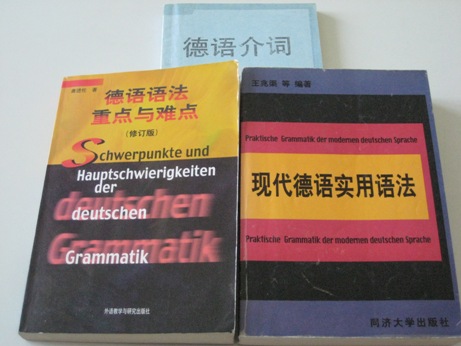 德语介词
德语语法
重点与难点
(修订版)
Schwerpunkte und
Hauptschwierigkeiten
der
deutschen
deutschen
Grammatik
Grammatik
外语教学与研究出版社
王兆渠 等 编著
Praktische Grammatik der modernen deutschen Sprache
现代德语实用语法
Praktische Grammatik der modernen deutschen Sprache
同济大学出版社